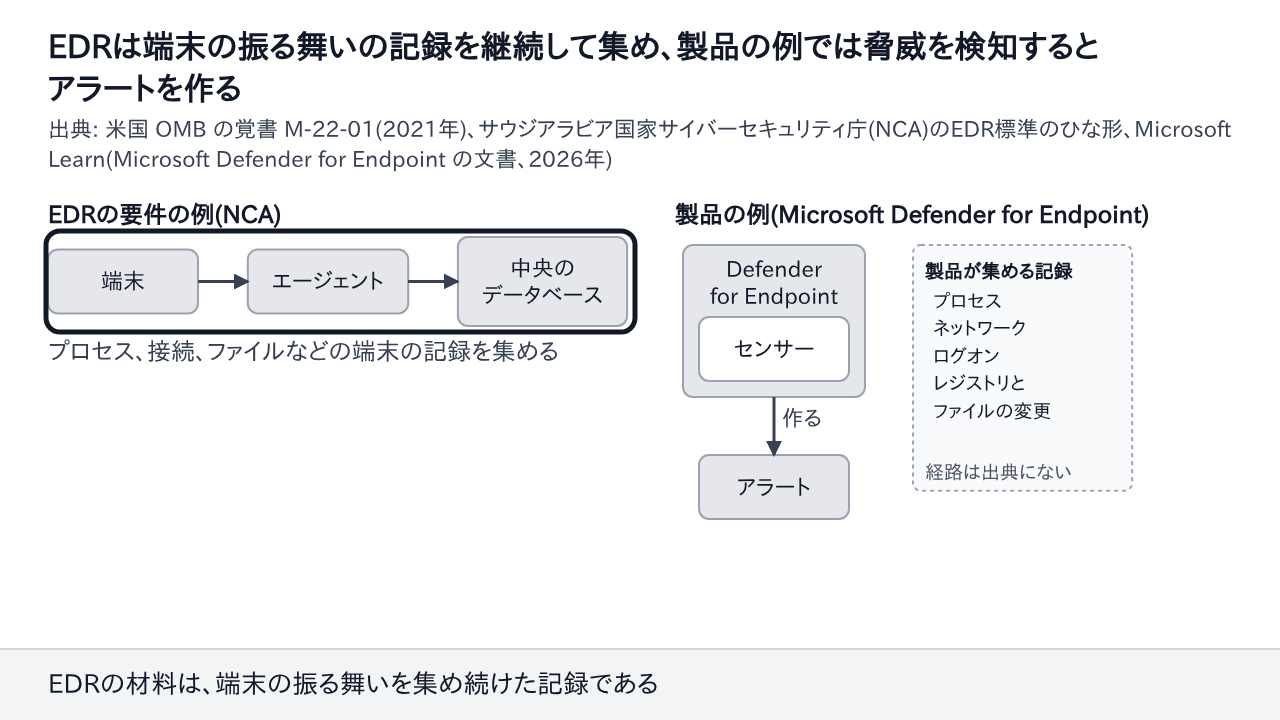 EDRは端末の振る舞いの記録を継続して集め、製品の例では脅威を検知すると
アラートを作る
出典: 米国 OMB の覚書 M-22-01(2021年)、サウジアラビア国家サイバーセキュリティ庁(NCA)のEDR標準のひな形、Microsoft
Learn(Microsoft Defender for Endpoint の文書、2026年)
EDRの要件の例(NCA)
端末
エージェント
中央の
データベース
プロセス、接続、ファイルなどの端末の記録を集める
製品の例(Microsoft Defender for Endpoint)
Defender
for Endpoint
センサー
作る
アラート
製品が集める記録
プロセス
ネットワーク
ログオン
レジストリと
ファイルの変更
経路は出典にない
EDRの材料は、端末の振る舞いを集め続けた記録である